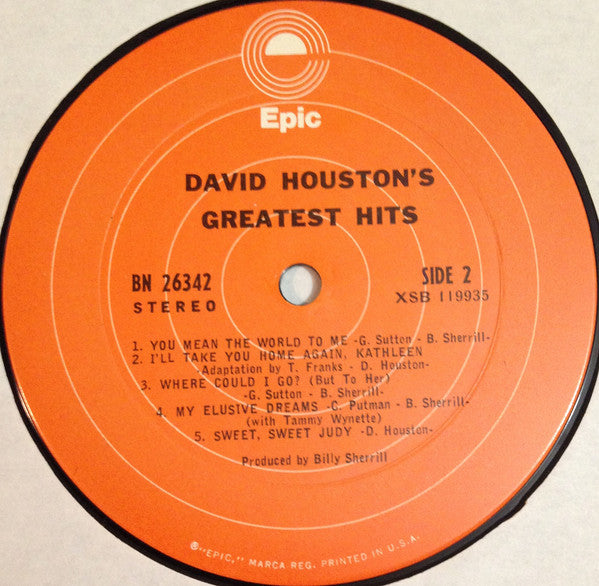 Epic
DAVID HOUSTON'S
GREATEST HITS
BN 26342
STEREO
SIDE 2
XSB 119935
1. YOU MEAN THE WORLD TO ME -G. Sutton - B. Sherrill-
2. I'LL TAKE YOU HOME AGAIN, KATHLEEN
-Adaptation by T. Franks - D. Houston-
3. WHERE COULD I GO? (But To Her)
-G. Sutton - B. Sherrill-
4. MY ELUSIVE DREAMS -C. Putman - B. Sherrill-
(with Tammy Wynette)
5. SWEET, SWEET JUDY -D. Houston-
Produced by Billy Sherrill
®"EPIC," MARCA REG. PRINTED IN U.S.A.